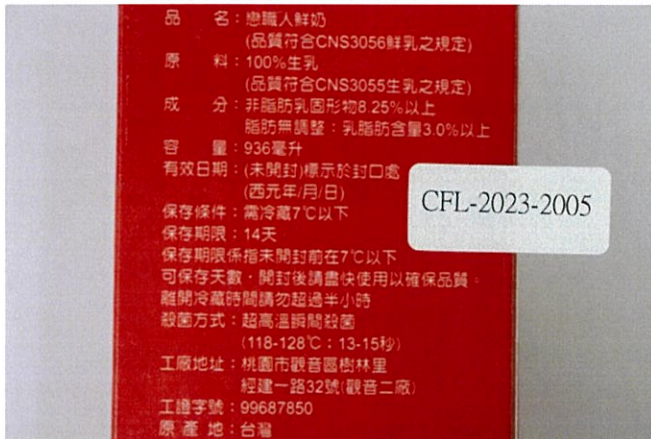 品　　名：戀職人鮮奶
(品質符合CNS3056鮮乳之規定)
原　　料：100%生乳
(品質符合CNS3055生乳之規定)
成　　分：非脂肪乳固形物8.25%以上
脂肪無調整：乳脂肪含量3.0%以上
容　　量：936毫升
有效日期：(未開封)標示於封口處
(西元年/月/日)
CFL-2023-2005
保存條件：需冷藏7℃以下
保存期限：14天
保存期限係指未開封前在7℃以下
可保存天數，開封後請盡快使用以確保品質。
離開冷藏時間請勿超過半小時
殺菌方式：超高溫瞬間殺菌
(118-128℃：13-15秒)
工廠地址：桃園市觀音區樹林里
經建一路32號(觀音二廠)
工證字號：99687850
原 產 地：台灣